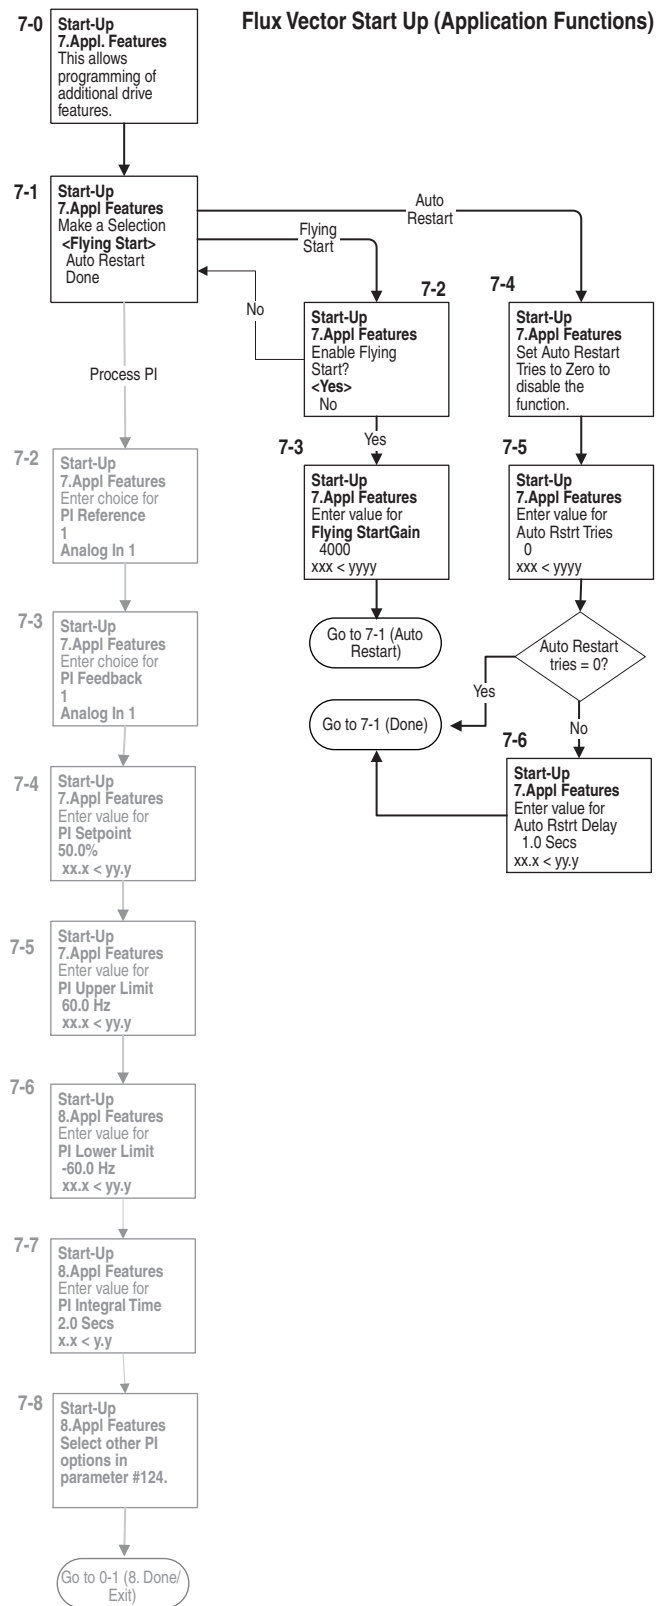 Flux Vector Start Up (Application Functions)
7-0
Start-Up
7.Appl. Features
This allows
programming of
additional drive
features.
7-1
Start-Up
7.Appl Features
Make a Selection
<Flying Start>
Auto Restart
Done
Auto
Restart
Flying
Start
No
7-2
Start-Up
7.Appl Features
Enable Flying
Start?
<Yes>
No
7-4
Start-Up
7.Appl Features
Set Auto Restart
Tries to Zero to
disable the
function.
Process PI
Yes
7-3
Start-Up
7.Appl Features
Enter value for
Flying StartGain
4000
xxx < yyyy
7-5
Start-Up
7.Appl Features
Enter value for
Auto Rstrt Tries
0
xxx < yyyy
Go to 7-1 (Auto
Restart)
Auto Restart
tries = 0?
Yes
No
Go to 7-1 (Done)
7-6
Start-Up
7.Appl Features
Enter value for
Auto Rstrt Delay
1.0 Secs
xx.x < yy.y
7-2
Start-Up
7.Appl Features
Enter choice for
PI Reference
1
Analog In 1
7-3
Start-Up
7.Appl Features
Enter choice for
PI Feedback
1
Analog In 1
7-4
Start-Up
7.Appl Features
Enter value for
PI Setpoint
50.0%
xx.x < yy.y
7-5
Start-Up
7.Appl Features
Enter value for
PI Upper Limit
60.0 Hz
xx.x < yy.y
7-6
Start-Up
8.Appl Features
Enter value for
PI Lower Limit
-60.0 Hz
xx.x < yy.y
7-7
Start-Up
8.Appl Features
Enter value for
PI Integral Time
2.0 Secs
x.x < y.y
7-8
Start-Up
8.Appl Features
Select other PI
options in
parameter #124.
Go to 0-1 (8. Done/
Exit)